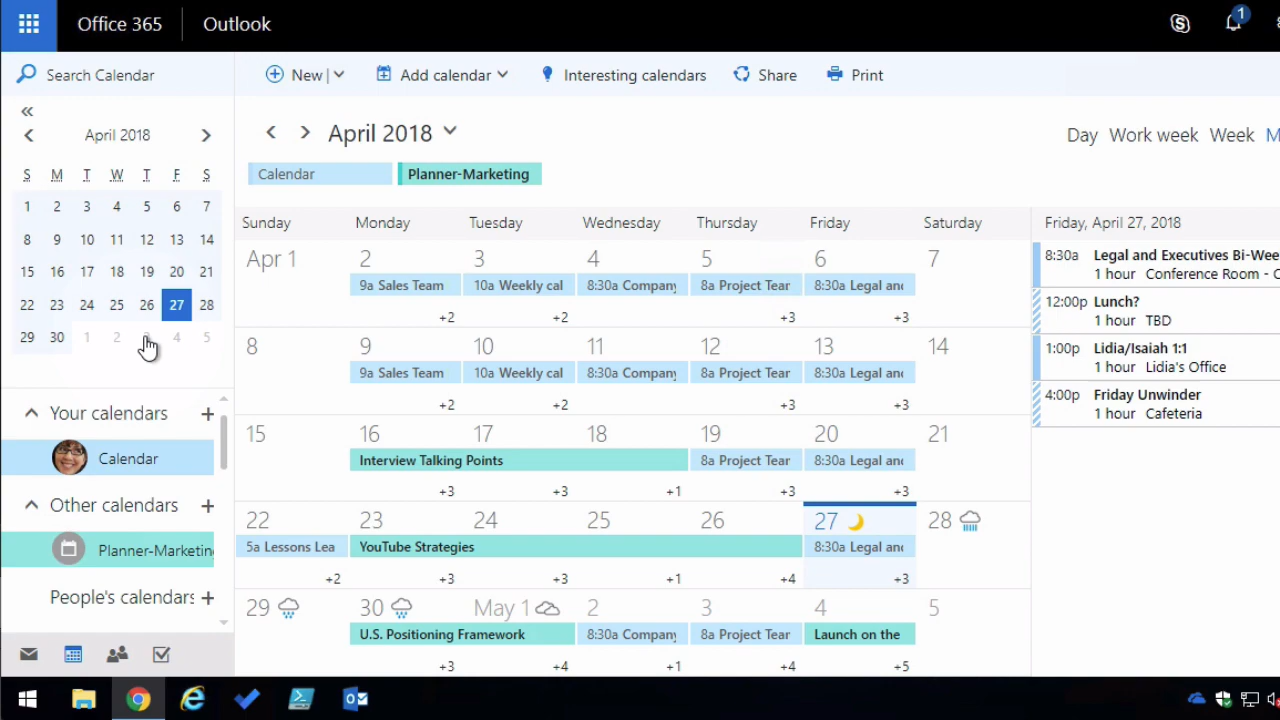 Office 365 Outlook 1
Search Calendar
New Add calendar Interesting calendars Share Print
April 2018
S M T W T F S
1 2 3 4 5 6 7
8 9 10 11 12 13 14
15 16 17 18 19 20 21
22 23 24 25 26 27 28
29 30 1 2 3 4 5
Your calendars
Calendar
Other calendars
Planner-Marketin
People's calendars
April 2018
Day Work week Week M
Calendar Planner-Marketing
Sunday Monday Tuesday Wednesday Thursday Friday Saturday
Apr 1 2 3 4 5 6 7
9a Sales Team 10a Weekly cal 8:30a Company 8a Project Tear 8:30a Legal and
+2 +2 +3 +3
8 9 10 11 12 13 14
9a Sales Team 10a Weekly cal 8:30a Company 8a Project Tear 8:30a Legal and
+2 +2 +3 +3
15 16 17 18 19 20 21
Interview Talking Points 8a Project Tear 8:30a Legal and
+3 +3 +1 +3 +3
22 23 24 25 26 27 28
5a Lessons Lea YouTube Strategies 8:30a Legal and
+2 +3 +3 +1 +4 +3
29 30 May 1 2 3 4 5
U.S. Positioning Framework 8:30a Company 8a Project Tear Launch on the
+3 +4 +1 +4 +5
Friday, April 27, 2018
8:30a Legal and Executives Bi-Wee
1 hour Conference Room - C
12:00p Lunch?
1 hour TBD
1:00p Lidia/Isaiah 1:1
1 hour Lidia's Office
4:00p Friday Unwinder
1 hour Cafeteria